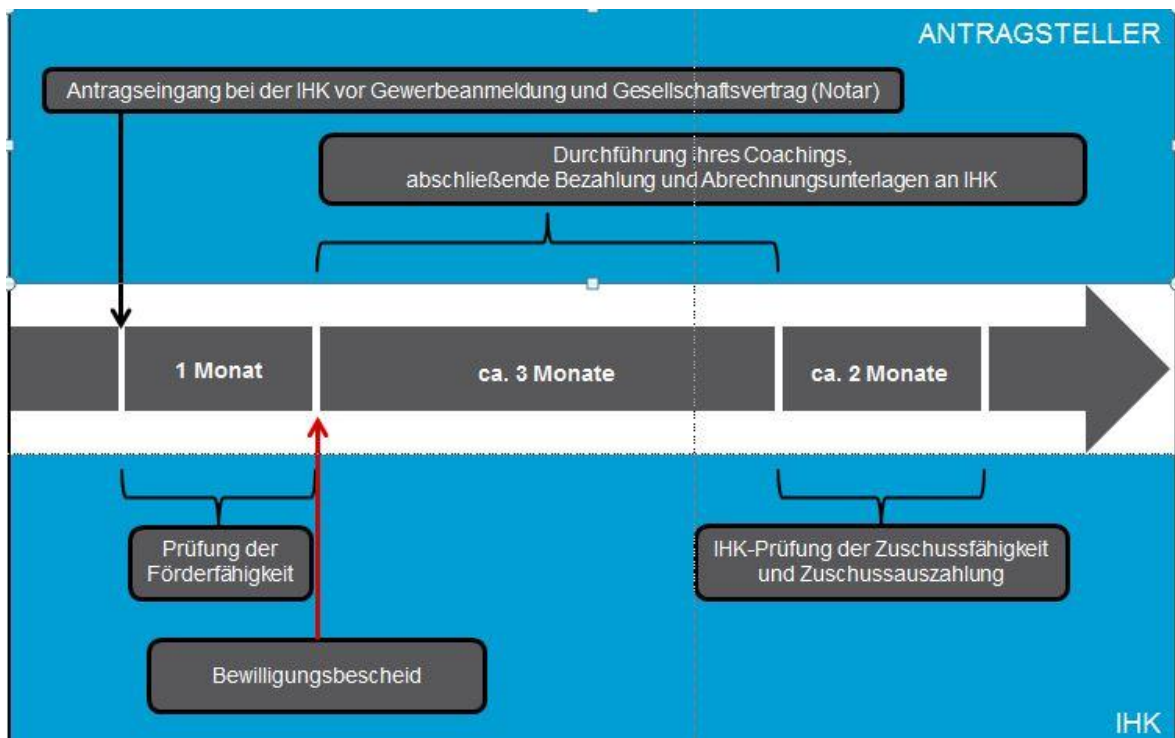 ANTRAGSTELLER
Antragseingang bei der IHK vor Gewerbeanmeldung und Gesellschaftsvertrag (Notar)
Durchführung ihres Coachings,
abschließende Bezahlung und Abrechnungsunterlagen an IHK
1 Monat
ca. 3 Monate
ca. 2 Monate
Prüfung der
Förderfähigkeit
IHK-Prüfung der Zuschussfähigkeit
und Zuschussauszahlung
Bewilligungsbescheid
IHK